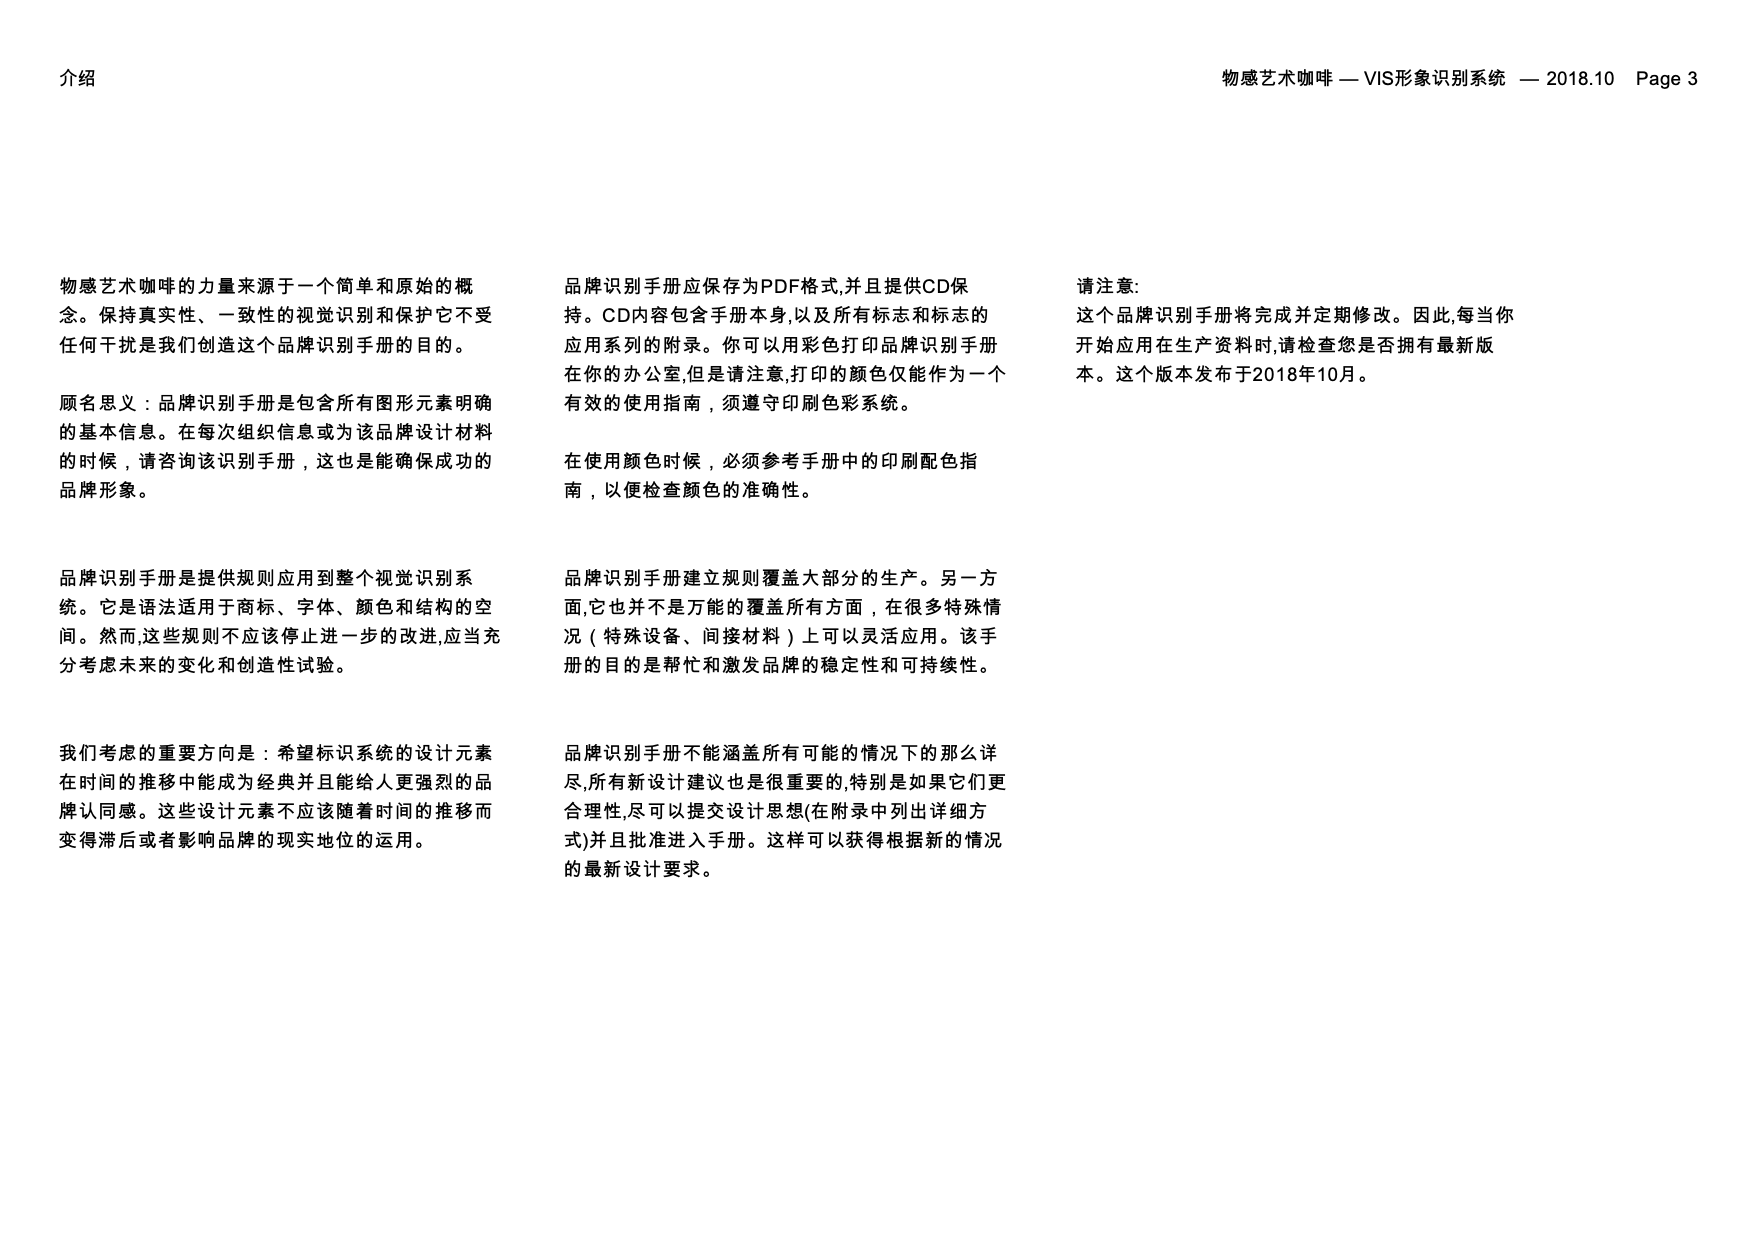 介绍
物感艺术咖啡 — VIS形象识别系统 — 2018.10 Page 3
物感艺术咖啡的力量来源于一个简单和原始的概
念。保持真实性、一致性的视觉识别和保护它不受
任何干扰是我们创造这个品牌识别手册的目的。
顾名思义：品牌识别手册是包含所有图形元素明确
的基本信息。在每次组织信息或为该品牌设计材料
的时候，请咨询该识别手册，这也是能确保成功的
品牌形象。
品牌识别手册是提供规则应用到整个视觉识别系
统。它是语法适用于商标、字体、颜色和结构的空
间。然而,这些规则不应该停止进一步的改进,应当充
分考虑未来的变化和创造性试验。
我们考虑的重要方向是：希望标识系统的设计元素
在时间的推移中能成为经典并且能给人更强烈的品
牌认同感。这些设计元素不应该随着时间的推移而
变得滞后或者影响品牌的现实地位的运用。
品牌识别手册应保存为PDF格式,并且提供CD保
持。CD内容包含手册本身,以及所有标志和标志的
应用系列的附录。你可以用彩色打印品牌识别手册
在你的办公室,但是请注意,打印的颜色仅能作为一个
有效的使用指南，须遵守印刷色彩系统。
在使用颜色时候，必须参考手册中的印刷配色指
南，以便检查颜色的准确性。
品牌识别手册建立规则覆盖大部分的生产。另一方
面,它也并不是万能的覆盖所有方面，在很多特殊情
况（特殊设备、间接材料）上可以灵活应用。该手
册的目的是帮忙和激发品牌的稳定性和可持续性。
品牌识别手册不能涵盖所有可能的情况下的那么详
尽,所有新设计建议也是很重要的,特别是如果它们更
合理性,尽可以提交设计思想(在附录中列出详细方
式)并且批准进入手册。这样可以获得根据新的情况
的最新设计要求。
请注意:
这个品牌识别手册将完成并定期修改。因此,每当你
开始应用在生产资料时,请检查您是否拥有最新版
本。这个版本发布于2018年10月。